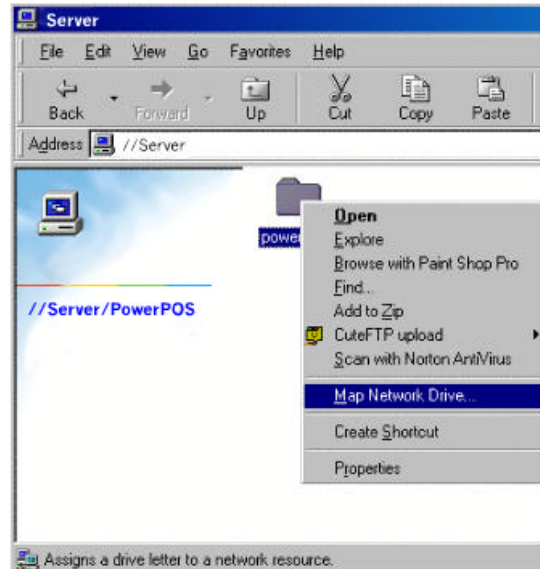 Server
File Edit View Go Favorites Help
Back Forward Up Cut Copy Paste
Address //Server
power
//Server/PowerPOS
Open
Explore
Browse with Paint Shop Pro
Find...
Add to Zip
CuteFTP upload
Scan with Norton AntiVirus
Map Network Drive...
Create Shortcut
Properties
Assigns a drive letter to a network resource.